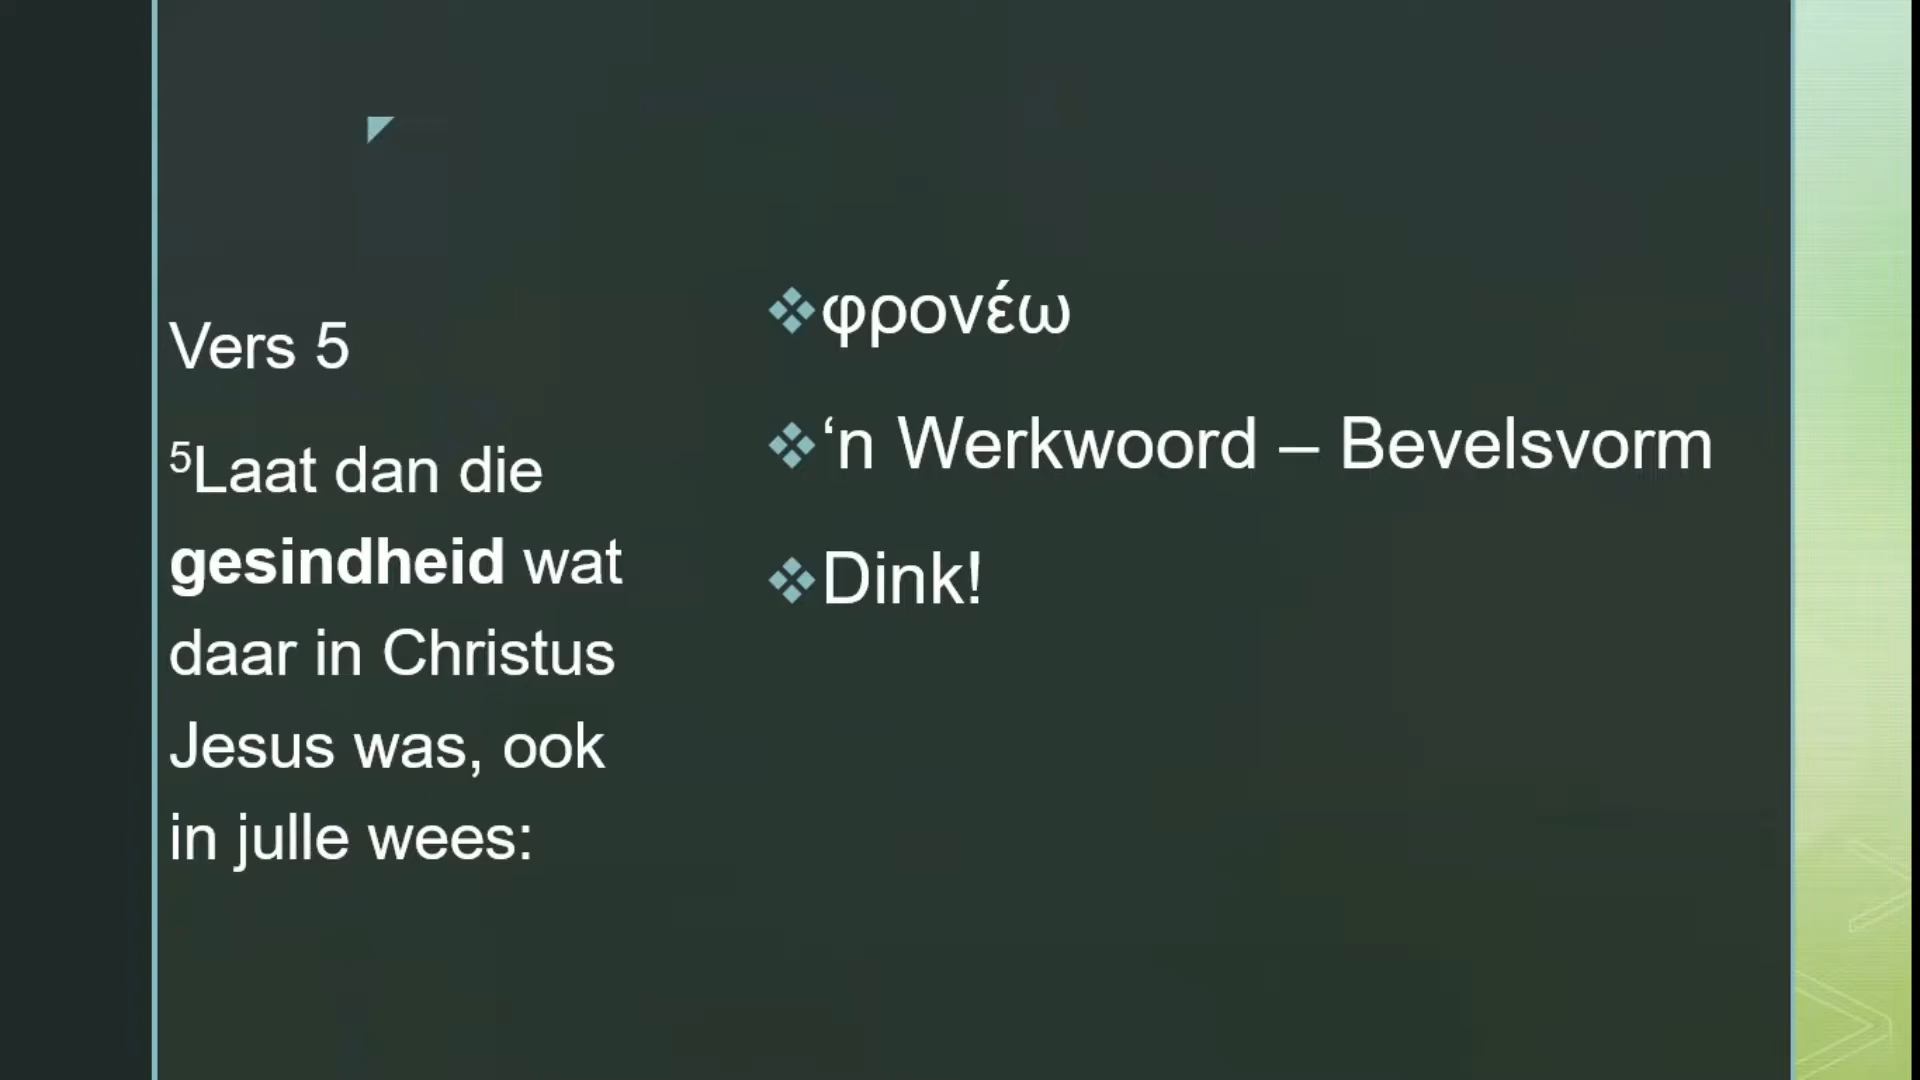 Vers 5
⁵Laat dan die
gesindheid wat
daar in Christus
Jesus was, ook
in julle wees:
❖φρονέω
❖‘n Werkwoord – Bevelsvorm
❖Dink!